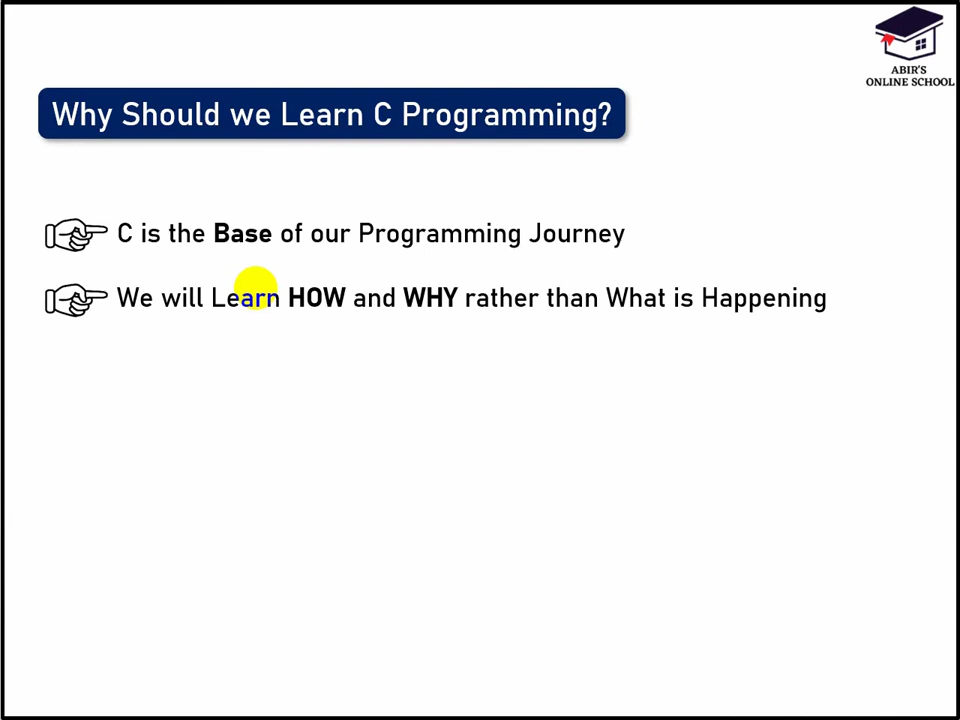 ABIR'S
ONLINE SCHOOL
Why Should we Learn C Programming?
C is the Base of our Programming Journey
We will Learn HOW and WHY rather than What is Happening